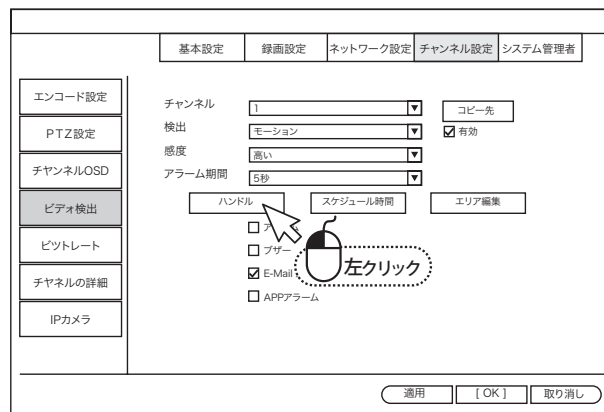 基本設定 録画設定 ネットワーク設定 チャンネル設定 システム管理者
エンコード設定
PTZ設定
チヤンネルOSD
ビデォ検出
ビツトレート
チヤネルの詳細
IPカメラ
チャンネル 1 コピー先
検出 モーション 有効
感度 高い
アラーム期間 5秒
ハンドル スケジュール時間 エリア編集
ブザー
E-Mail
APPアラーム
左クリック
適用 [ OK ] 取り消し